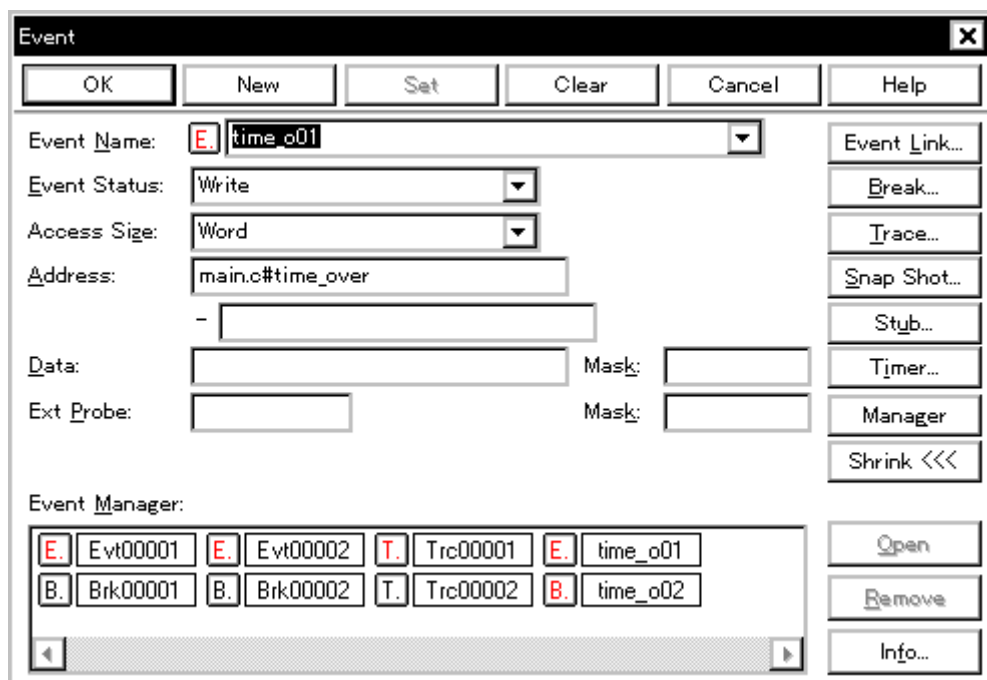 Event
OK New Set Clear Cancel Help
Event Name: E. time_o01 Event Link...
Event Status: Write Break...
Access Size: Word Trace...
Address: main.c#time_over Snap Shot...
- Stub...
Data: Mask: Timer...
Ext Probe: Mask: Manager
Shrink <<<
Event Manager:
E. Evt00001 E. Evt00002 T. Trc00001 E. time_o01 Open
B. Brk00001 B. Brk00002 T. Trc00002 B. time_o02 Remove
Info...